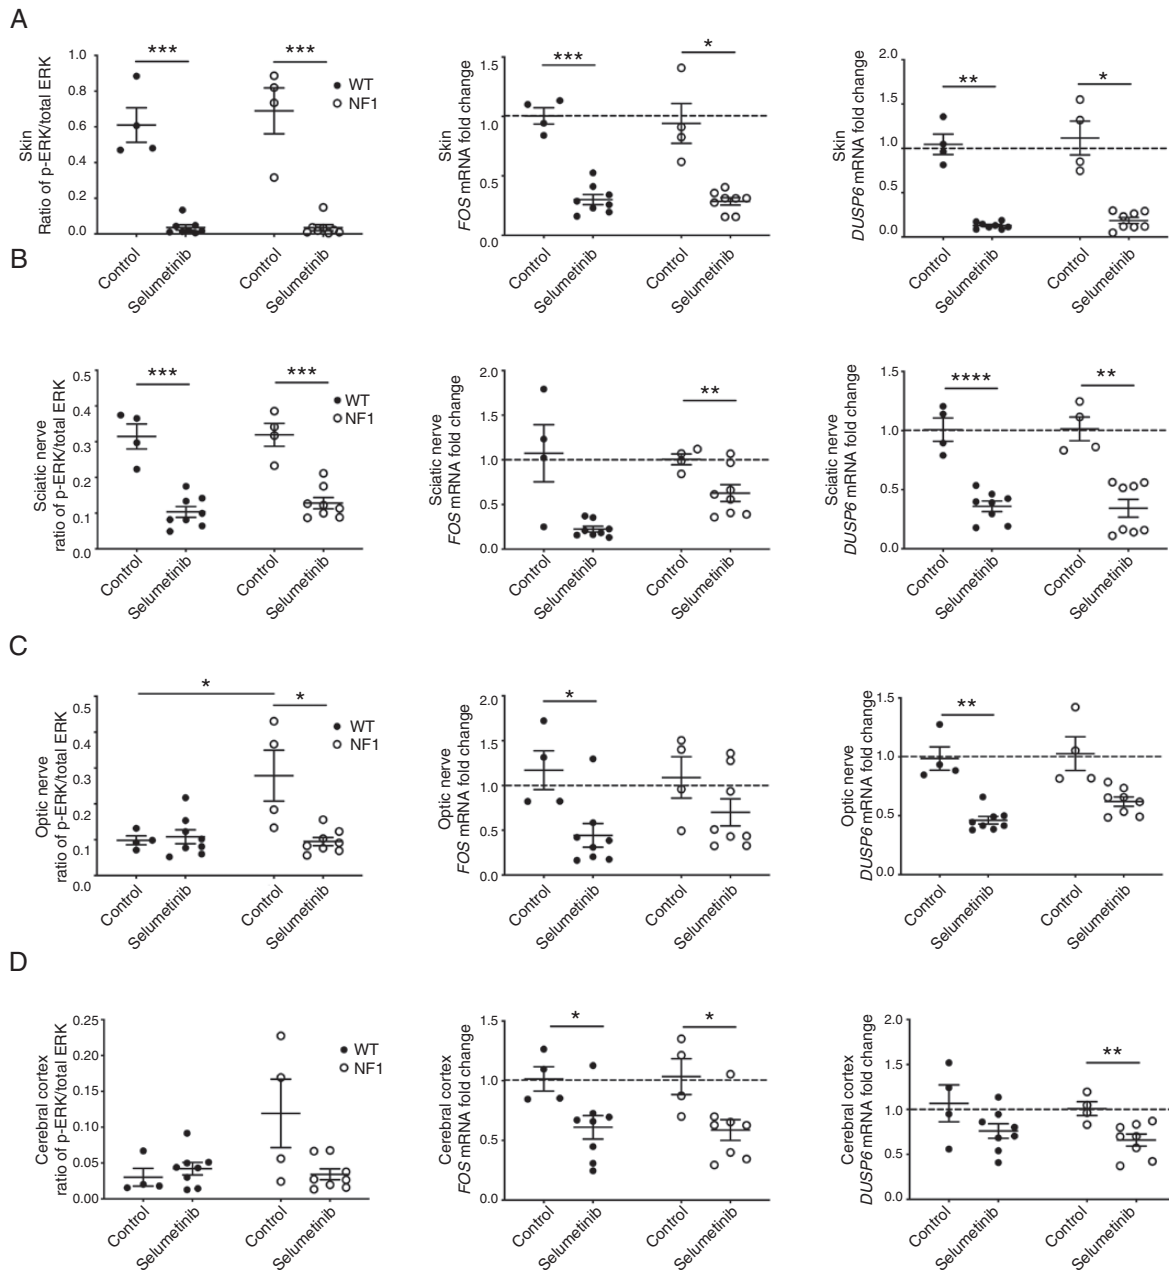 A
Skin
Ratio of p-ERK/total ERK
1.0
0.8
0.6
0.4
0.2
0.0
***
***
WT
NF1
Control
Selumetinib
Control
Selumetinib
Skin
FOS mRNA fold change
1.5
1.0
0.5
0.0
***
*
Control
Selumetinib
Control
Selumetinib
Skin
DUSP6 mRNA fold change
2.0
1.5
1.0
0.5
0.0
**
*
Control
Selumetinib
Control
Selumetinib
B
Sciatic nerve
ratio of p-ERK/total ERK
0.5
0.4
0.3
0.2
0.1
0.0
***
***
WT
NF1
Control
Selumetinib
Control
Selumetinib
Sciatic nerve
FOS mRNA fold change
2.0
1.5
1.0
0.5
0.0
**
Control
Selumetinib
Control
Selumetinib
Sciatic nerve
DUSP6 mRNA fold change
1.5
1.0
0.5
0.0
****
**
Control
Selumetinib
Control
Selumetinib
C
Optic nerve
ratio of p-ERK/total ERK
0.5
0.4
0.3
0.2
0.1
0.0
*
*
WT
NF1
Control
Selumetinib
Control
Selumetinib
Optic nerve
FOS mRNA fold change
2.0
1.5
1.0
0.5
0.0
*
Control
Selumetinib
Control
Selumetinib
Optic nerve
DUSP6 mRNA fold change
1.5
1.0
0.5
0.0
**
Control
Selumetinib
Control
Selumetinib
D
Cerebral cortex
ratio of p-ERK/total ERK
0.25
0.20
0.15
0.10
0.05
0.00
WT
NF1
Control
Selumetinib
Control
Selumetinib
Cerebral cortex
FOS mRNA fold change
1.5
1.0
0.5
0.0
*
*
Control
Selumetinib
Control
Selumetinib
Cerebral cortex
DUSP6 mRNA fold change
2.0
1.5
1.0
0.5
0.0
**
Control
Selumetinib
Control
Selumetinib